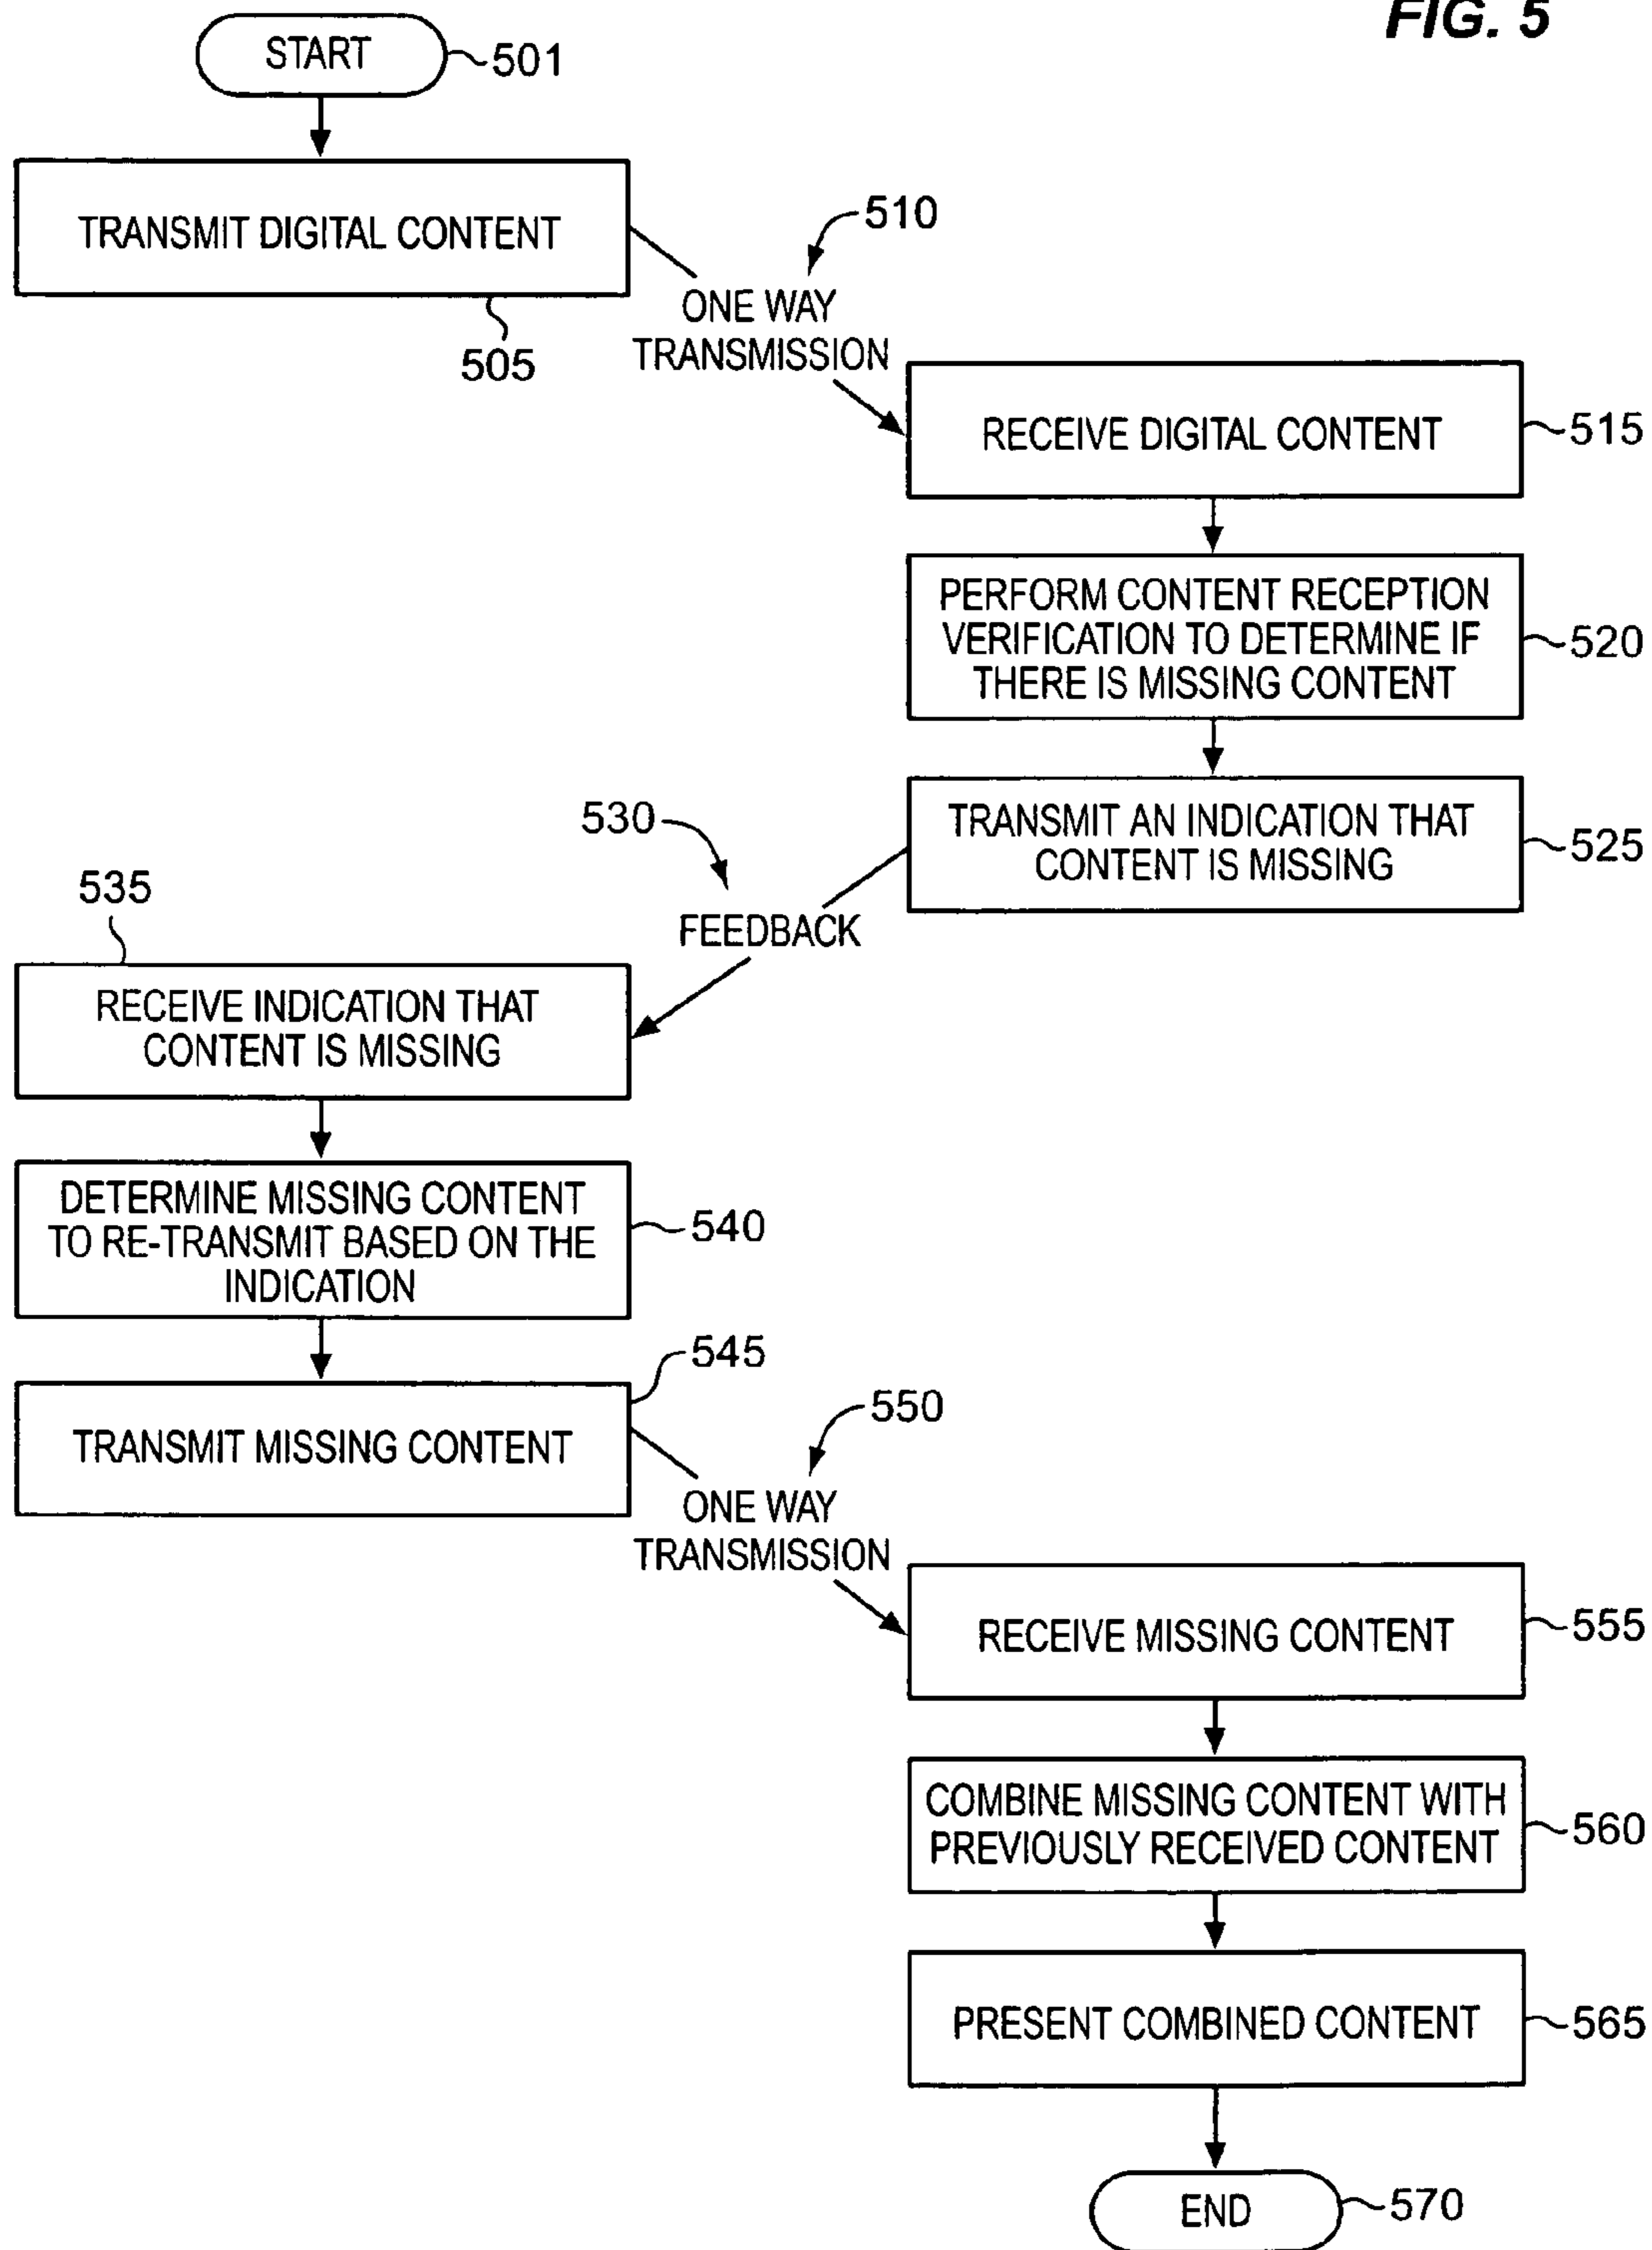 FIG. 5
START
501
TRANSMIT DIGITAL CONTENT
505
510
ONE WAY
TRANSMISSION
RECEIVE DIGITAL CONTENT
515
PERFORM CONTENT RECEPTION
VERIFICATION TO DETERMINE IF
THERE IS MISSING CONTENT
520
TRANSMIT AN INDICATION THAT
CONTENT IS MISSING
525
530
FEEDBACK
535
RECEIVE INDICATION THAT
CONTENT IS MISSING
DETERMINE MISSING CONTENT
TO RE-TRANSMIT BASED ON THE
INDICATION
540
545
TRANSMIT MISSING CONTENT
550
ONE WAY
TRANSMISSION
RECEIVE MISSING CONTENT
555
COMBINE MISSING CONTENT WITH
PREVIOUSLY RECEIVED CONTENT
560
PRESENT COMBINED CONTENT
565
END
570